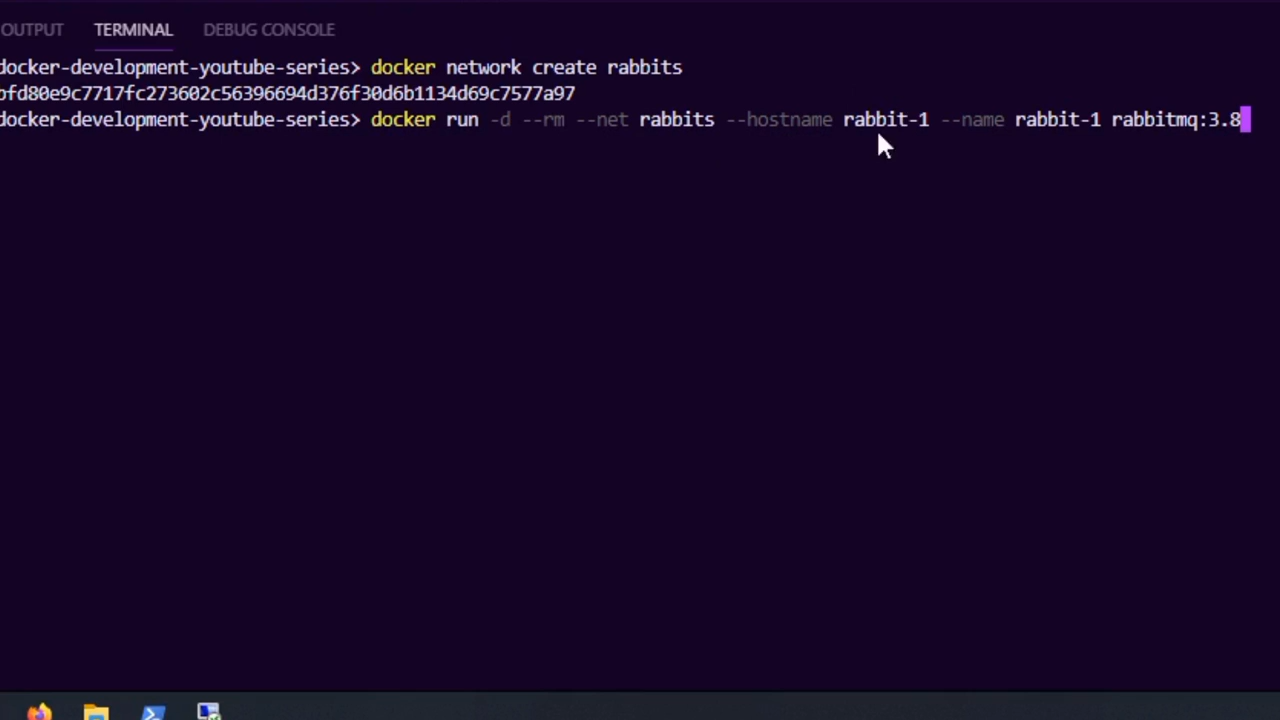 OUTPUT TERMINAL DEBUG CONSOLE
docker-development-youtube-series> docker network create rabbits
bfd80e9c7717fc273602c56396694d376f30d6b1134d69c7577a97
docker-development-youtube-series> docker run -d --rm --net rabbits --hostname rabbit-1 --name rabbit-1 rabbitmq:3.8